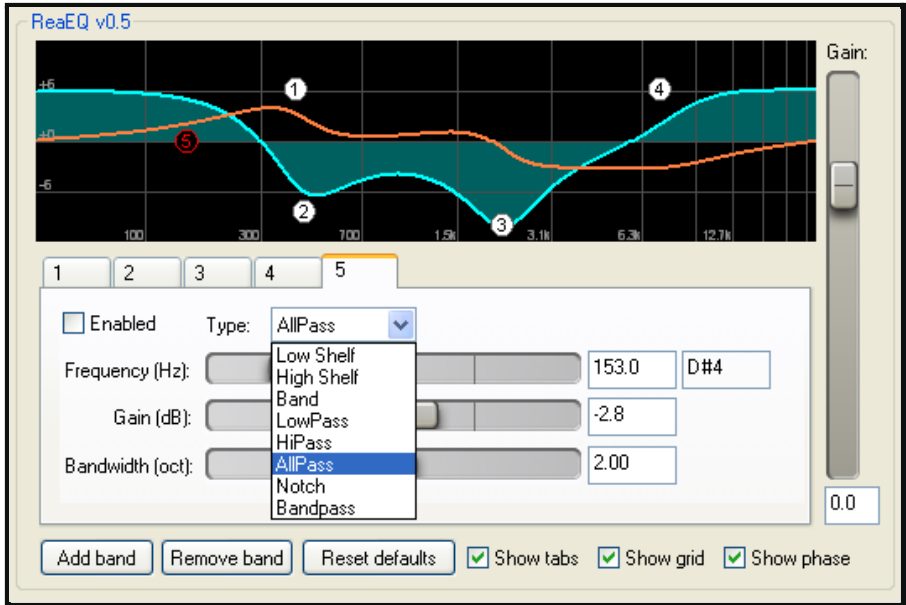 ReaEQ v0.5
Gain:
+6
+0
-6
1
2
3
4
5
100 300 700 1.5k 3.1k 6.3k 12.7k
1 2 3 4 5
Enabled Type: AllPass
Low Shelf
High Shelf
Band
LowPass
HiPass
AllPass
Notch
Bandpass
Frequency (Hz): 153.0 D#4
Gain (dB): -2.8
Bandwidth (oct): 2.00
0.0
Add band Remove band Reset defaults Show tabs Show grid Show phase